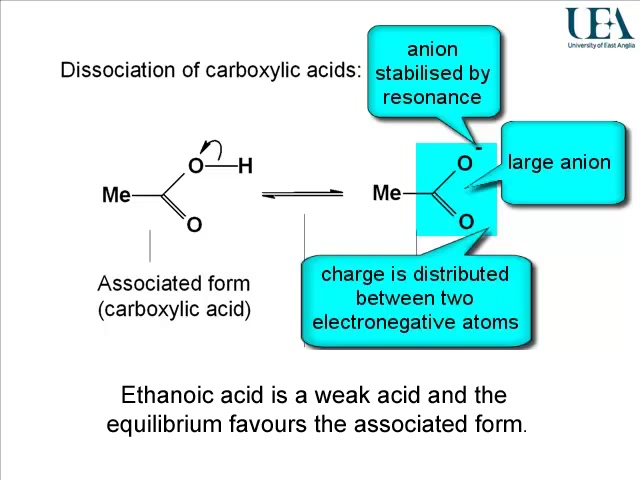 UEA
University of East Anglia
Dissociation of carboxylic acids:
anion
stabilised by
resonance
O
H
Me
O
Me
O
-
O
large anion
Associated form
(carboxylic acid)
charge is distributed
between two
electronegative atoms
Ethanoic acid is a weak acid and the
equilibrium favours the associated form.